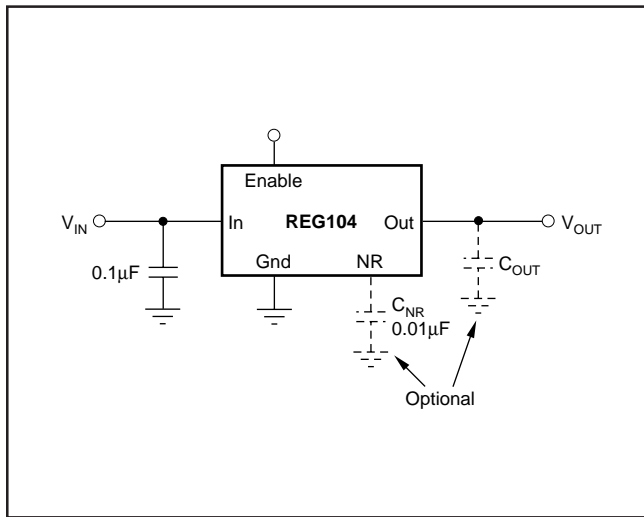 Enable
V_IN
In
REG104
Out
V_OUT
0.1µF
Gnd
NR
C_OUT
C_NR
0.01µF
Optional